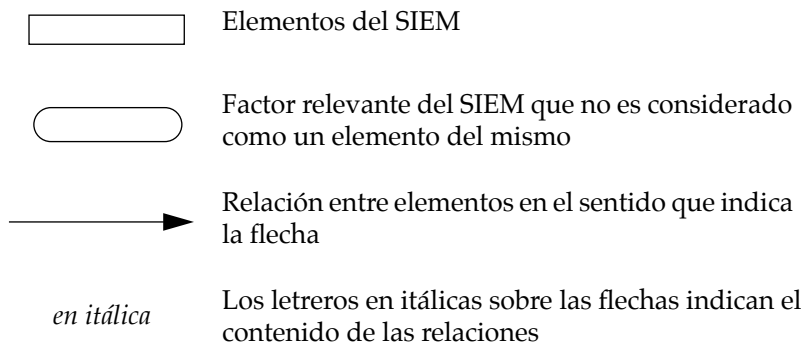 Elementos del SIEM
Factor relevante del SIEM que no es considerado
como un elemento del mismo
Relación entre elementos en el sentido que indica
la flecha
en itálica
Los letreros en itálicas sobre las flechas indican el
contenido de las relaciones